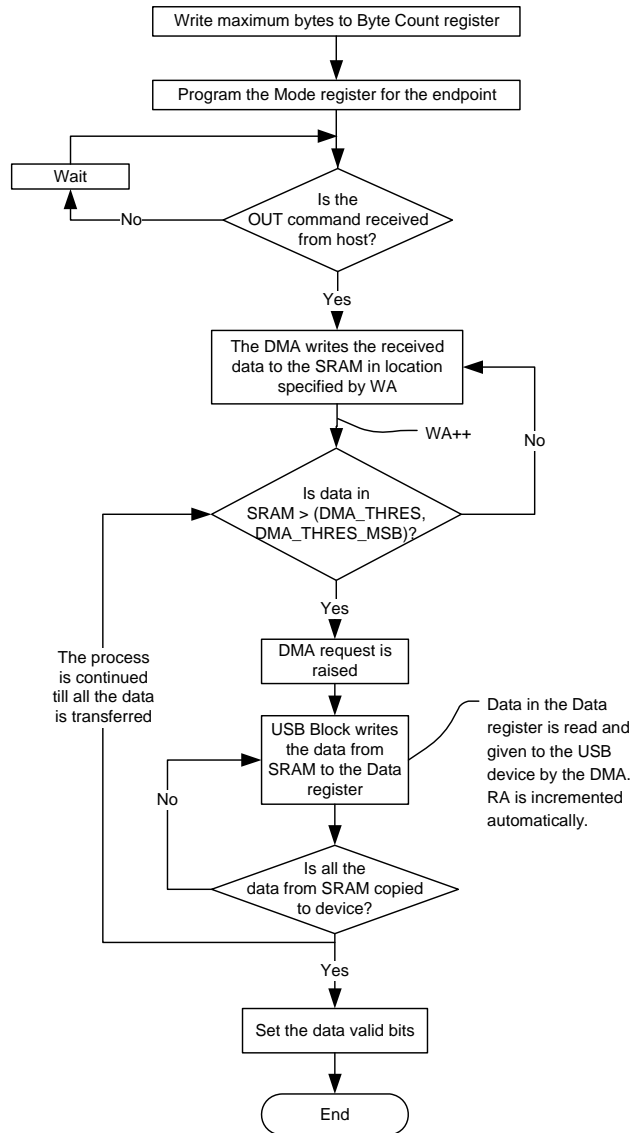 Write maximum bytes to Byte Count register
Program the Mode register for the endpoint
Wait
Is the
OUT command received
from host?
No
Yes
The DMA writes the received
data to the SRAM in location
specified by WA
WA++
No
Is data in
SRAM > (DMA_THRES,
DMA_THRES_MSB)?
Yes
The process
is continued
till all the data
is transferred
DMA request is
raised
USB Block writes
the data from
SRAM to the Data
register
Data in the Data
register is read and
given to the USB
device by the DMA.
RA is incremented
automatically.
No
Is all the
data from SRAM copied
to device?
Yes
Set the data valid bits
End